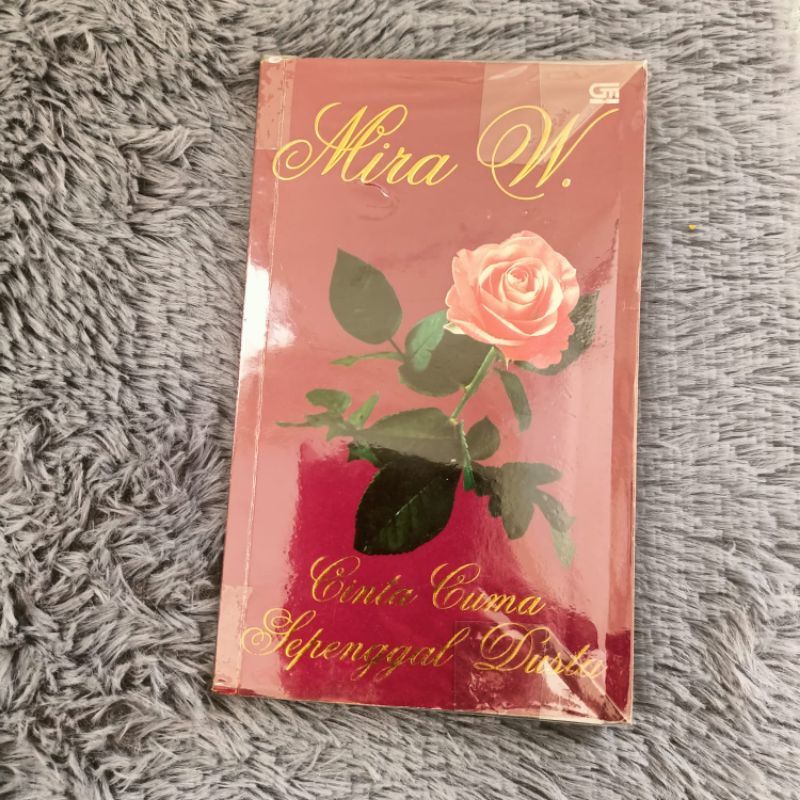 Mira W.
Cinta Cuma
Sepenggal Dusta